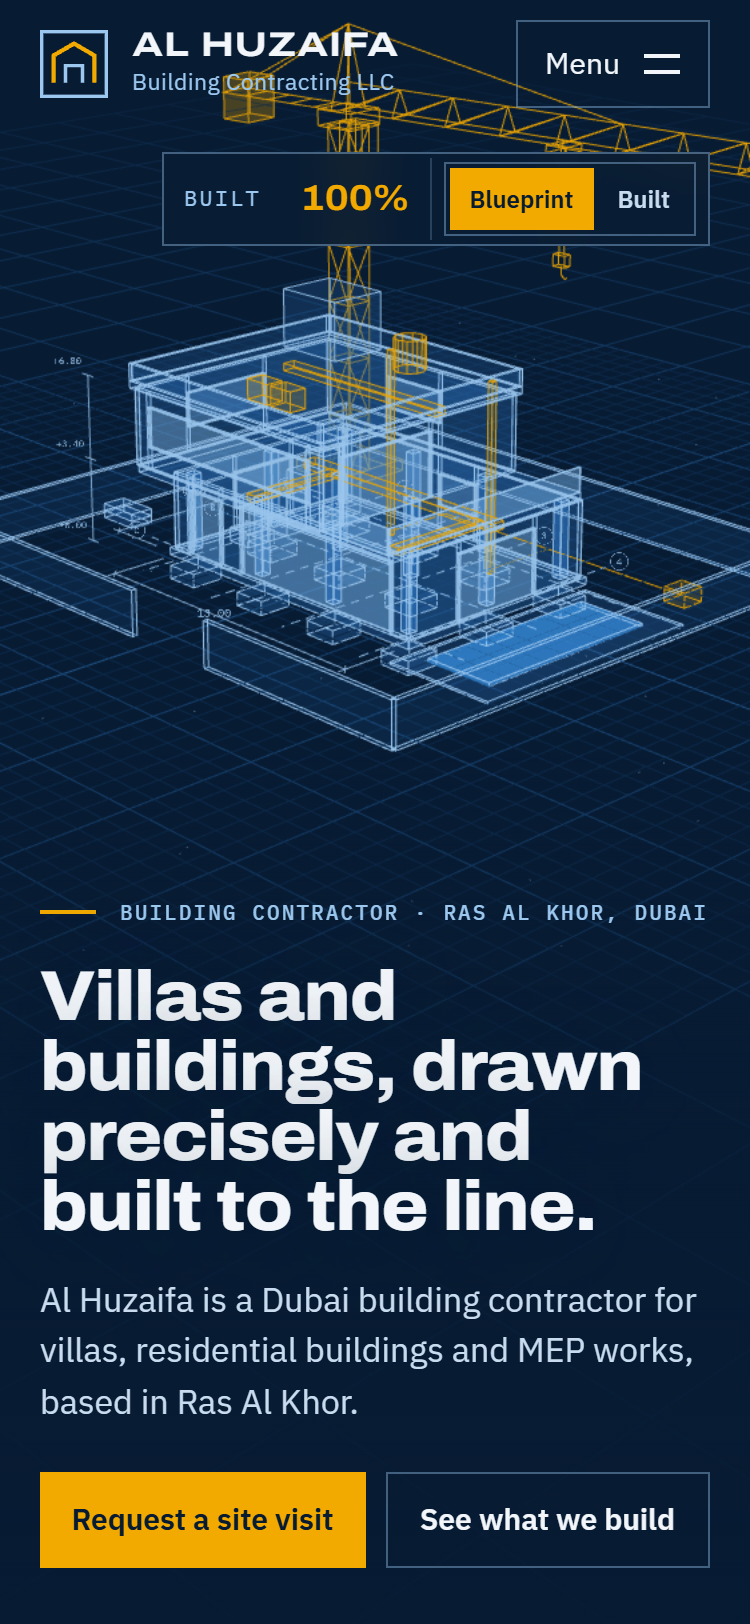 AL HUZAIFA
Building Contracting LLC
Menu
BUILT 100% Blueprint Built
+3.40
13.00
3
4
BUILDING CONTRACTOR · RAS AL KHOR, DUBAI
Villas and
buildings, drawn
precisely and
built to the line.
Al Huzaifa is a Dubai building contractor for
villas, residential buildings and MEP works,
based in Ras Al Khor.
Request a site visit
See what we build